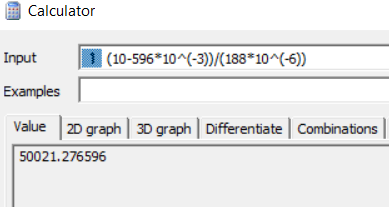 Calculator
Input 1 (10-596*10^(-3))/(188*10^(-6))
Examples
Value 2D graph 3D graph Differentiate Combinations
50021.276596